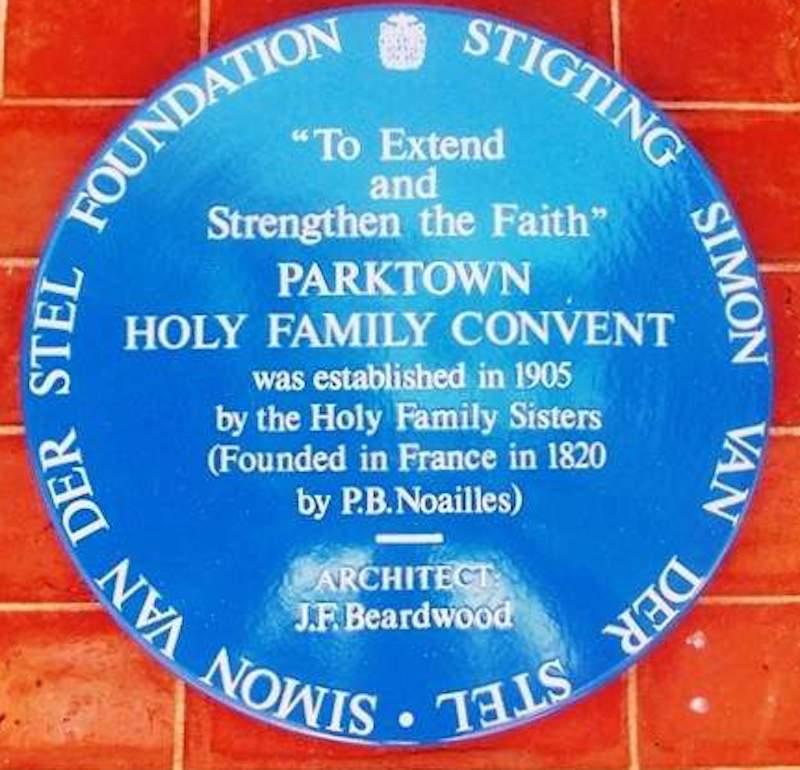 SIMON VAN DER STEL FOUNDATION
STIGTING SIMON VAN DER STEL •
“To Extend
and
Strengthen the Faith”
PARKTOWN
HOLY FAMILY CONVENT
was established in 1905
by the Holy Family Sisters
(Founded in France in 1820
by P.B. Noailles)
ARCHITECT:
J.F. Beardwood